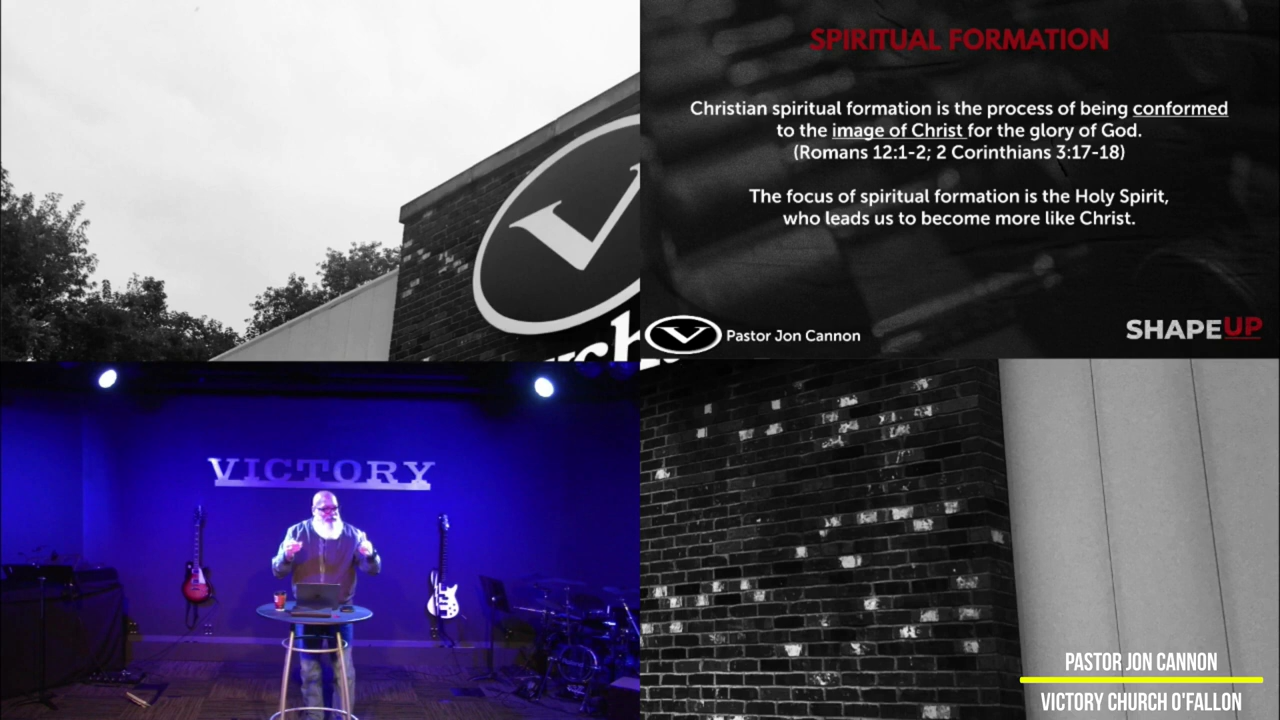 SPIRITUAL FORMATION
Christian spiritual formation is the process of being conformed
to the image of Christ for the glory of God.
(Romans 12:1-2; 2 Corinthians 3:17-18)
The focus of spiritual formation is the Holy Spirit,
who leads us to become more like Christ.
V
Pastor Jon Cannon
SHAPEUP
V
VICTORY
PASTOR JON CANNON
VICTORY CHURCH O'FALLON